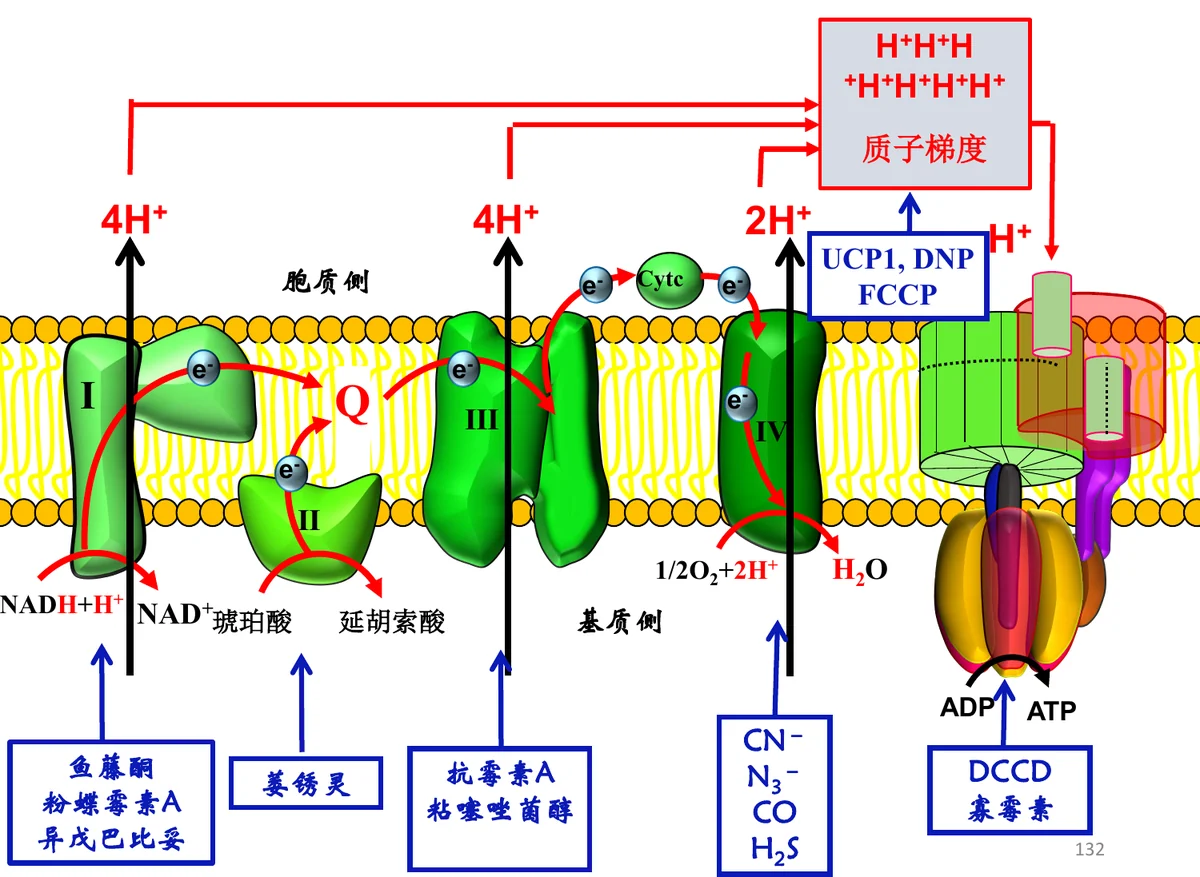 H⁺H⁺H
⁺H⁺H⁺H⁺H⁺
质子梯度
4H⁺
4H⁺
2H⁺
H⁺
UCP1, DNP
FCCP
胞质侧
e⁻
Cytc
e⁻
I
e⁻
Q
e⁻
III
e⁻
IV
e⁻
II
NADH+H⁺
NAD⁺
琥珀酸
延胡索酸
基质侧
1/2O₂+2H⁺
H₂O
ADP
ATP
鱼藤酮
粉蝶霉素A
异戊巴比妥
萎锈灵
抗霉素A
粘噻唑菌醇
CN⁻
N₃⁻
CO
H₂S
DCCD
寡霉素
132